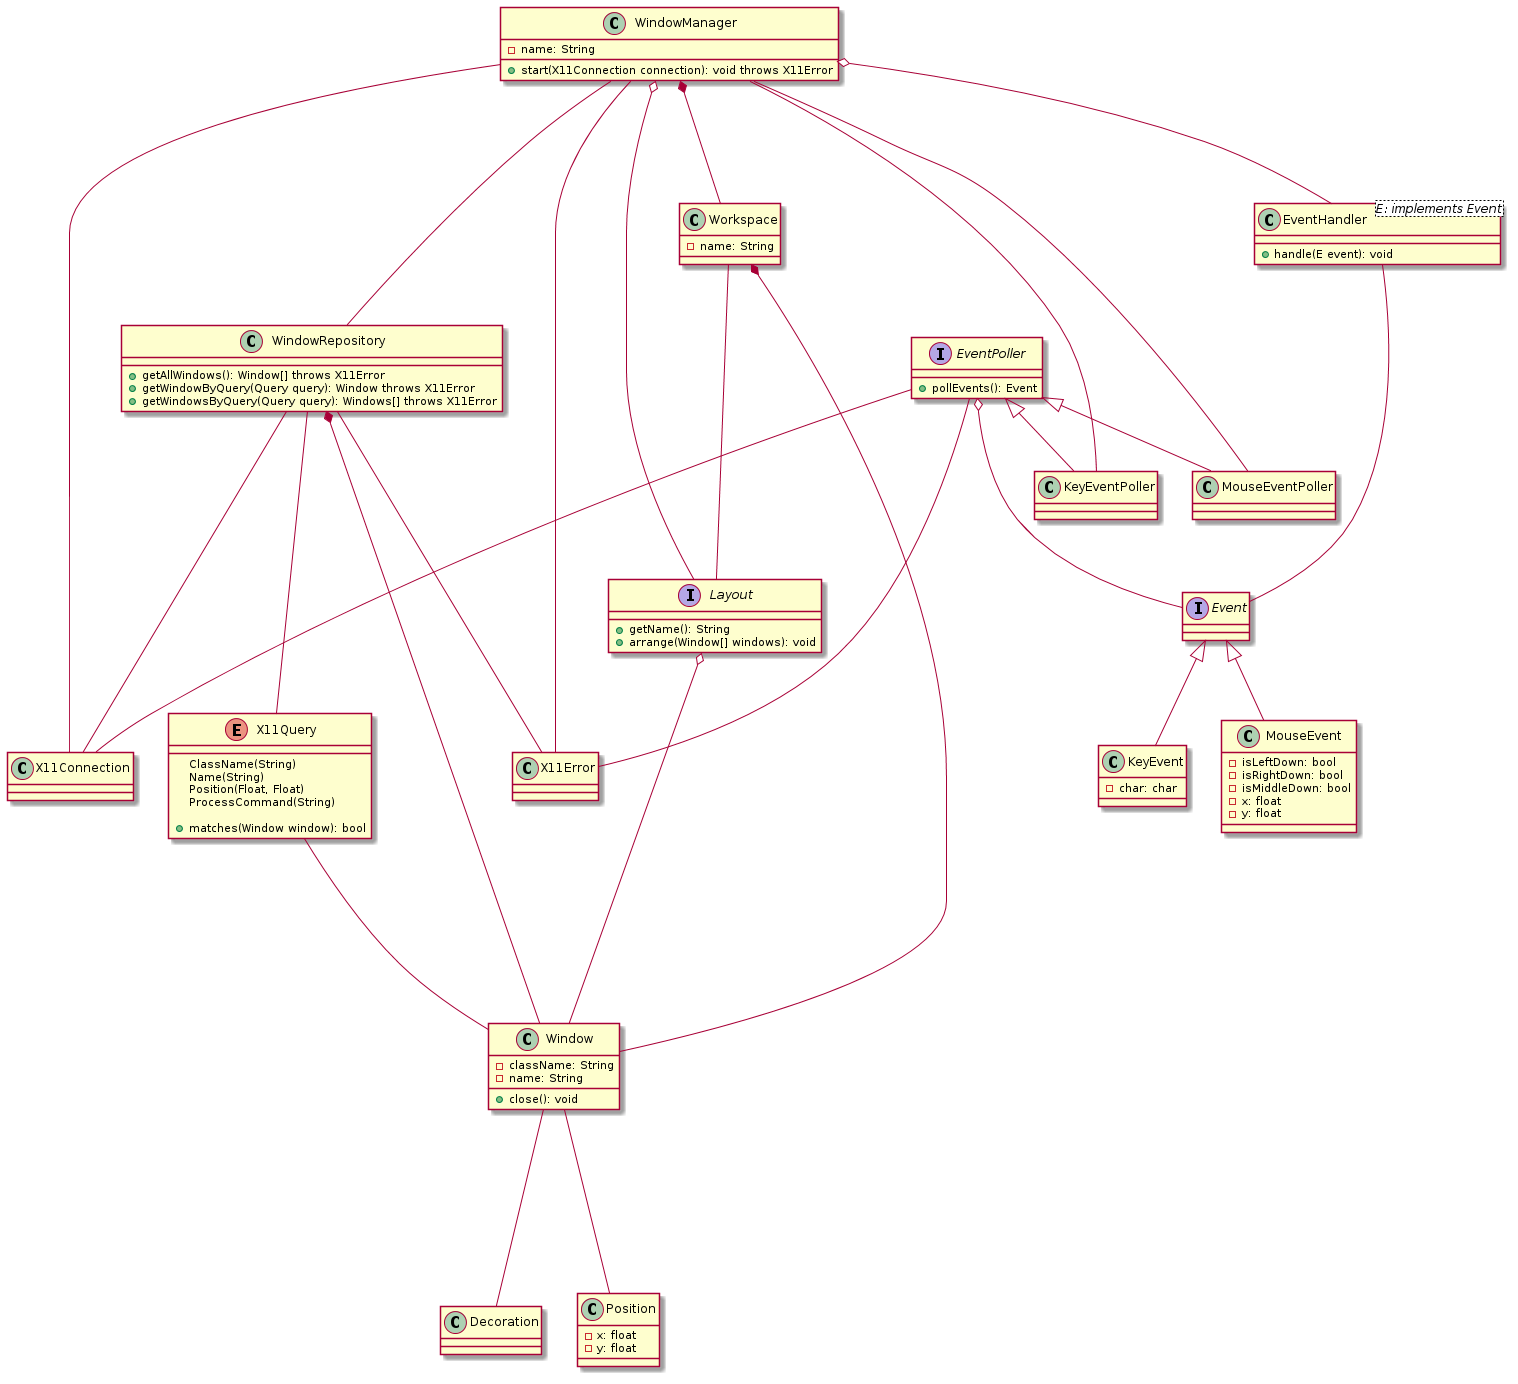 C WindowManager
name: String
start(X11Connection connection): void throws X11Error
C Workspace
name: String
C EventHandler
E: implements Event
handle(E event): void
C WindowRepository
getAllWindows(): Window[] throws X11Error
getWindowByQuery(Query query): Window throws X11Error
getWindowsByQuery(Query query): Windows[] throws X11Error
I EventPoller
pollEvents(): Event
C KeyEventPoller
C MouseEventPoller
I Layout
getName(): String
arrange(Window[] windows): void
I Event
C X11Connection
E X11Query
ClassName(String)
Name(String)
Position(Float, Float)
ProcessCommand(String)
matches(Window window): bool
C X11Error
C KeyEvent
char: char
C MouseEvent
isLeftDown: bool
isRightDown: bool
isMiddleDown: bool
x: float
y: float
C Window
className: String
name: String
close(): void
C Decoration
C Position
x: float
y: float